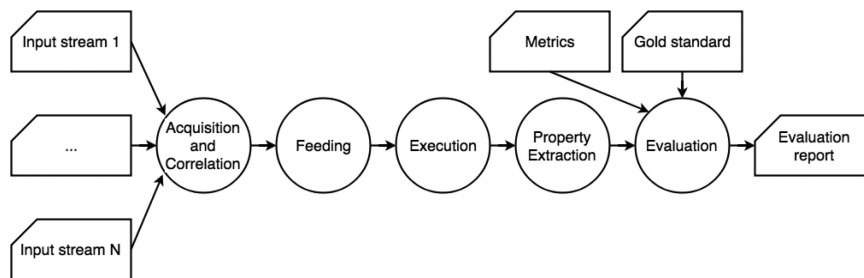 Input stream 1
...
Input stream N
Acquisition
and
Correlation
Feeding
Execution
Property
Extraction
Metrics
Gold standard
Evaluation
Evaluation
report